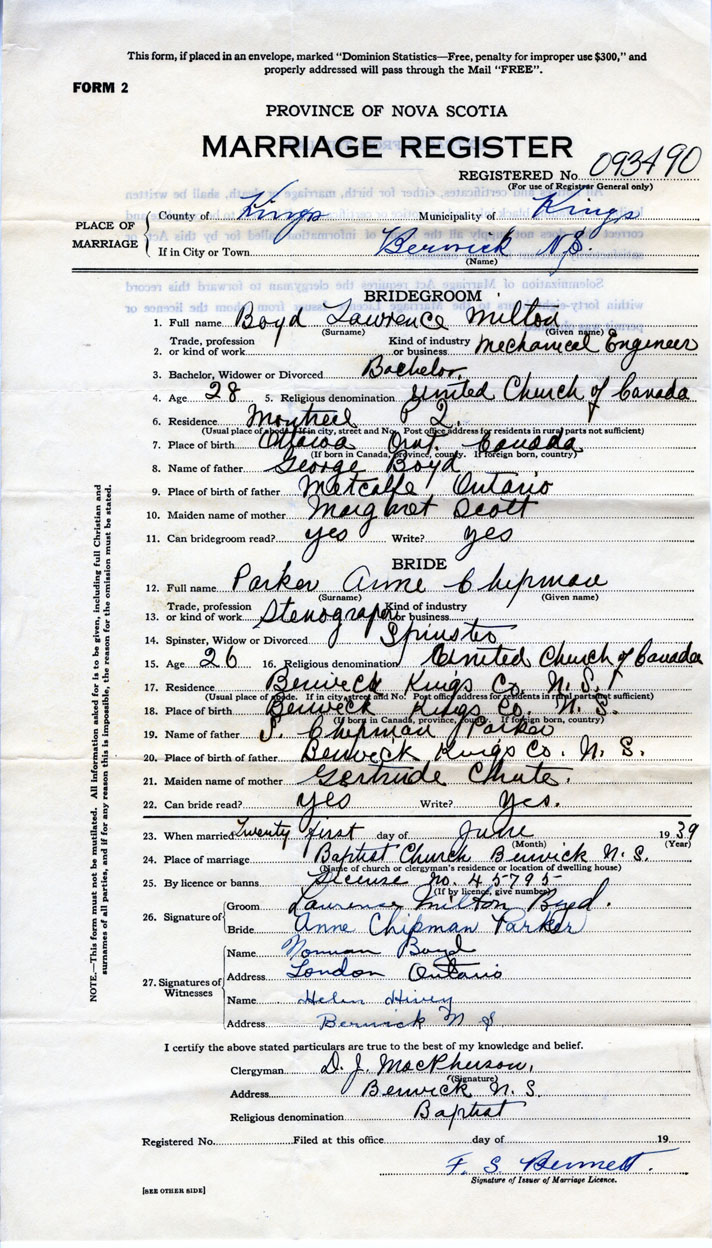 This form, if placed in an envelope, marked "Dominion Statistics—Free, penalty for improper use $300," and
properly addressed will pass through the Mail "FREE".
FORM 2
PROVINCE OF NOVA SCOTIA
MARRIAGE REGISTER
REGISTERED No. 093490
(For use of Registrar General only)
PLACE OF MARRIAGE
County of Kings Municipality of Kings
If in City or Town Berwick N.S.
(Name)
BRIDEGROOM
1. Full name Boyd Lawrence Milton
(Surname) (Given name)
2. Trade, profession or kind of work Kind of industry or business Mechanical Engineer
3. Bachelor, Widower or Divorced Bachelor
4. Age 28 5. Religious denomination United Church of Canada
6. Residence Montreal P 2.
(Usual place of abode. If in city, street and No. Post office address for residents in rural parts not sufficient)
7. Place of birth Ottawa Ont. Canada
(If born in Canada, province, county. If foreign born, country)
8. Name of father George Boyd
9. Place of birth of father Metcalfe Ontario
10. Maiden name of mother Margaret Scott
11. Can bridegroom read? yes Write? yes
BRIDE
12. Full name Parker Anne Chipman
(Surname) (Given name)
13. Trade, profession or kind of work Stenographer Kind of industry or business
14. Spinster, Widow or Divorced Spinster
15. Age 26 16. Religious denomination United Church of Canada
17. Residence Berwick Kings Co. N. S.
(Usual place of abode. If in city, street and No. Post office address for residents in rural parts not sufficient)
18. Place of birth Berwick Kings Co. N. S.
(If born in Canada, province, county. If foreign born, country)
19. Name of father S. Chipman Parker
20. Place of birth of father Berwick Kings Co. N. S.
21. Maiden name of mother Gertrude Chute.
22. Can bride read? yes Write? yes.
23. When married Twenty first day of June 1939
(Month) (Year)
24. Place of marriage Baptist Church Berwick N. S.
(Name of church or clergyman's residence or location of dwelling house)
25. By licence or banns License No. 45795
(If by licence, give number)
26. Signature of
Groom Lawrence Milton Boyd.
Bride Anne Chipman Parker
27. Signatures of Witnesses
Name Norman Boyd
Address London Ontario
Name Helen
Address Berwick N S
I certify the above stated particulars are true to the best of my knowledge and belief.
Clergyman D. J. MacPherson,
(Signature)
Address Berwick N. S.
Religious denomination Baptist
Registered No. Filed at this office day of 19
F. S. Bennett.
Signature of Issuer of Marriage Licence.
[SEE OTHER SIDE]
NOTE.—This form must not be mutilated. All information asked for is to be given, including full Christian and
surnames of all parties, and if for any reason this is impossible, the reason for the omission must be stated.